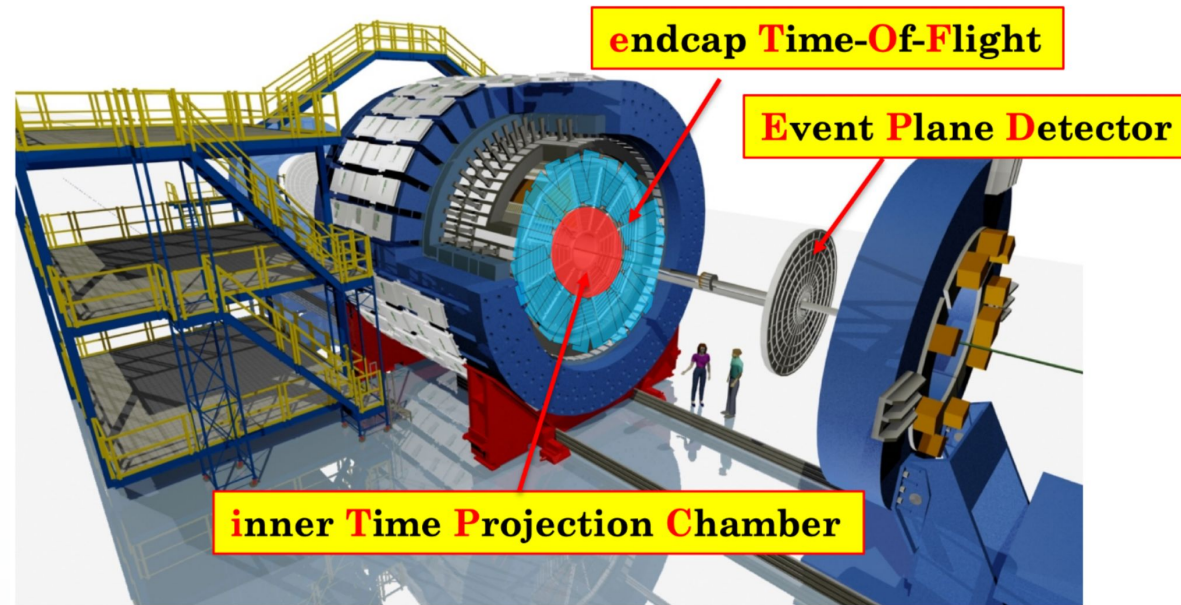 endcap Time-Of-Flight
Event Plane Detector
inner Time Projection Chamber